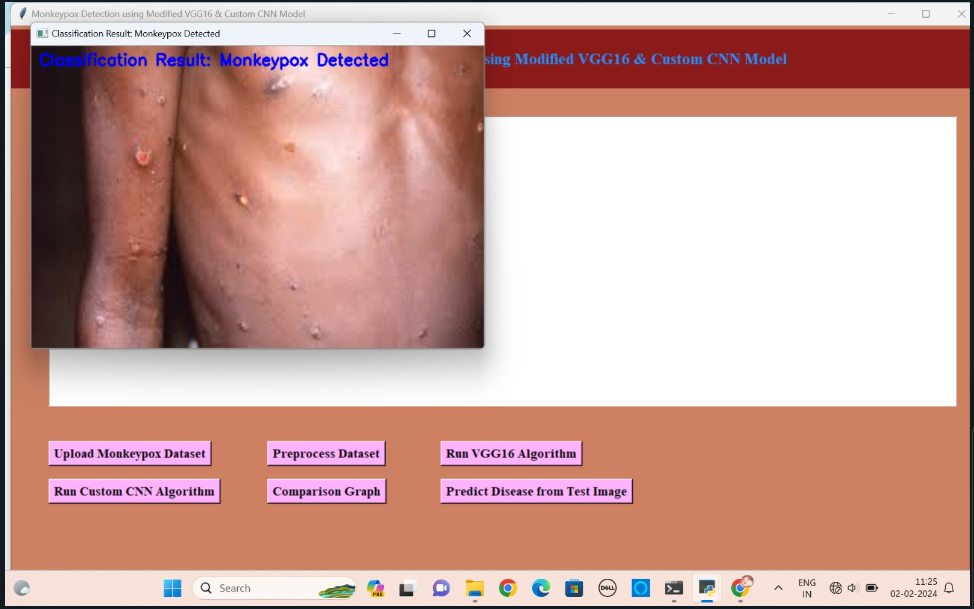 Monkeypox Detection using Modified VGG16 & Custom CNN Model
Classification Result: Monkeypox Detected
Classification Result: Monkeypox Detected
sing Modified VGG16 & Custom CNN Model
Upload Monkeypox Dataset
Preprocess Dataset
Run VGG16 Algorithm
Run Custom CNN Algorithm
Comparison Graph
Predict Disease from Test Image
Search
PRE
DELL
ENG
IN
11:25
02-02-2024